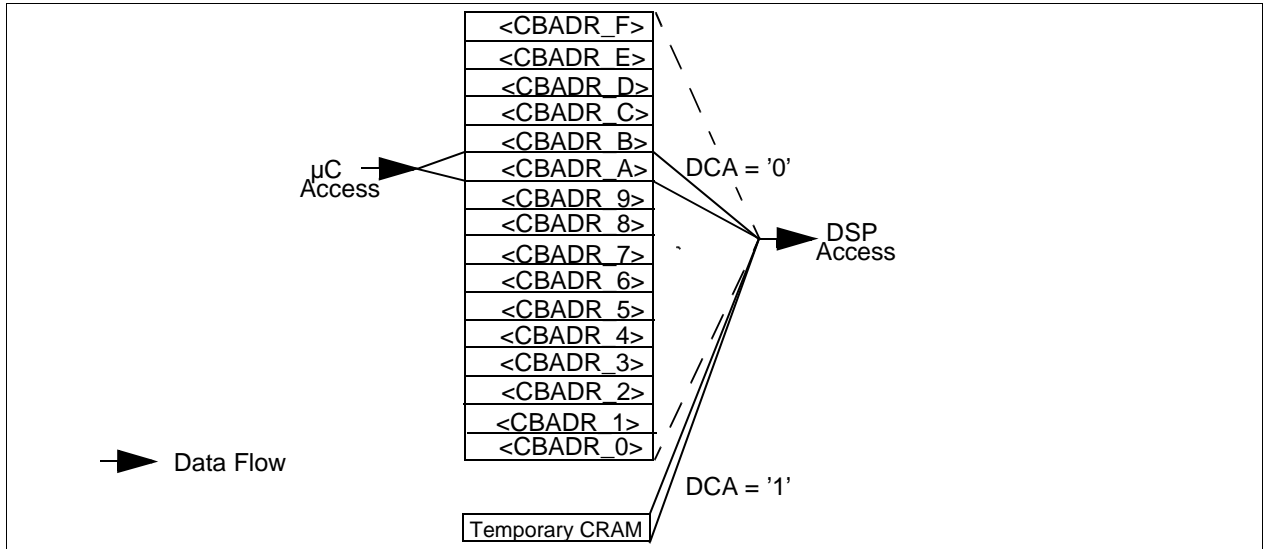 <CBADR_F>
<CBADR_E>
<CBADR_D>
<CBADR_C>
<CBADR_B>
<CBADR_A>
<CBADR_9>
<CBADR_8>
<CBADR_7>
<CBADR_6>
<CBADR_5>
<CBADR_4>
<CBADR_3>
<CBADR_2>
<CBADR_1>
<CBADR_0>
µC
Access
DCA = '0'
DSP
Access
Data Flow
DCA = '1'
Temporary CRAM